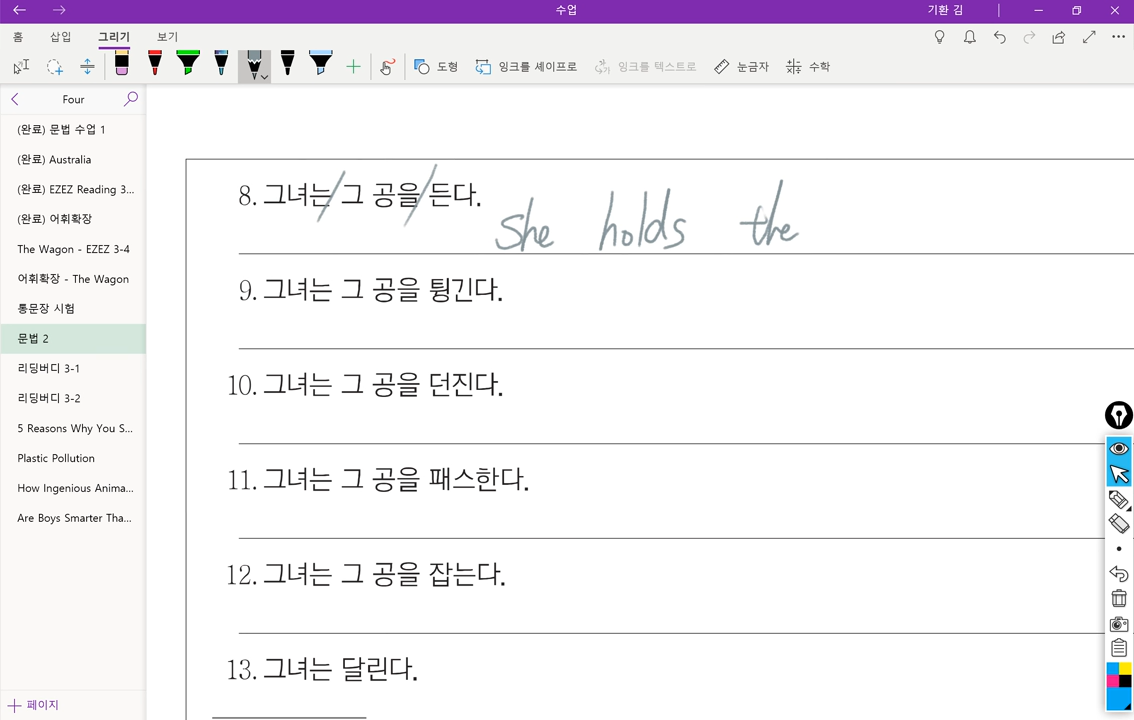 수업
기환 김
홈 삽입 그리기 보기
도형 잉크를 셰이프로 잉크를 텍스트로 눈금자 수학
Four
(완료) 문법 수업 1
(완료) Australia
(완료) EZEZ Reading 3...
(완료) 어휘확장
The Wagon - EZEZ 3-4
어휘확장 - The Wagon
통문장 시험
문법 2
리딩버디 3-1
리딩버디 3-2
5 Reasons Why You S...
Plastic Pollution
How Ingenious Anima...
Are Boys Smarter Tha...
페이지
8. 그녀는 / 그 공을 / 든다.
she holds the
9. 그녀는 그 공을 튕긴다.
10. 그녀는 그 공을 던진다.
11. 그녀는 그 공을 패스한다.
12. 그녀는 그 공을 잡는다.
13. 그녀는 달린다.